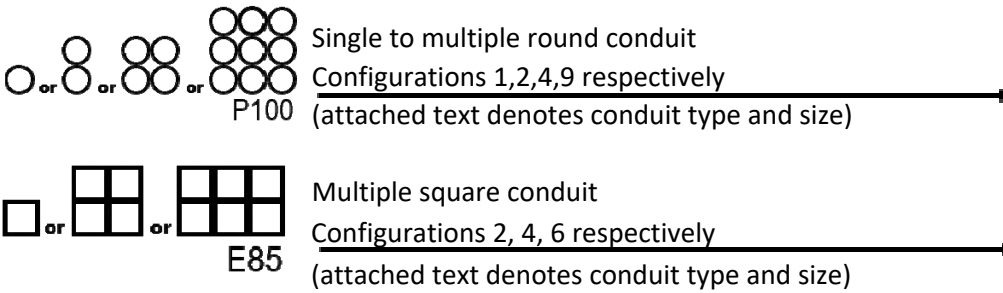 Single to multiple round conduit
or or or
Configurations 1,2,4,9 respectively
P100
(attached text denotes conduit type and size)
Multiple square conduit
or or
Configurations 2, 4, 6 respectively
E85
(attached text denotes conduit type and size)